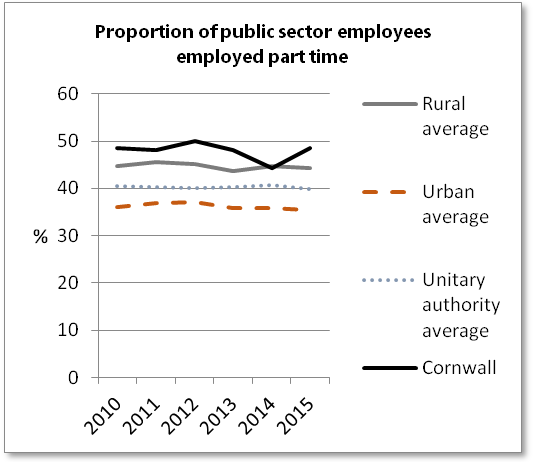 Proportion of public sector employees
employed part time
60
50
40
30
20
10
0
%
2010
2011
2012
2013
2014
2015
Rural
average
Urban
average
Unitary
authority
average
Cornwall